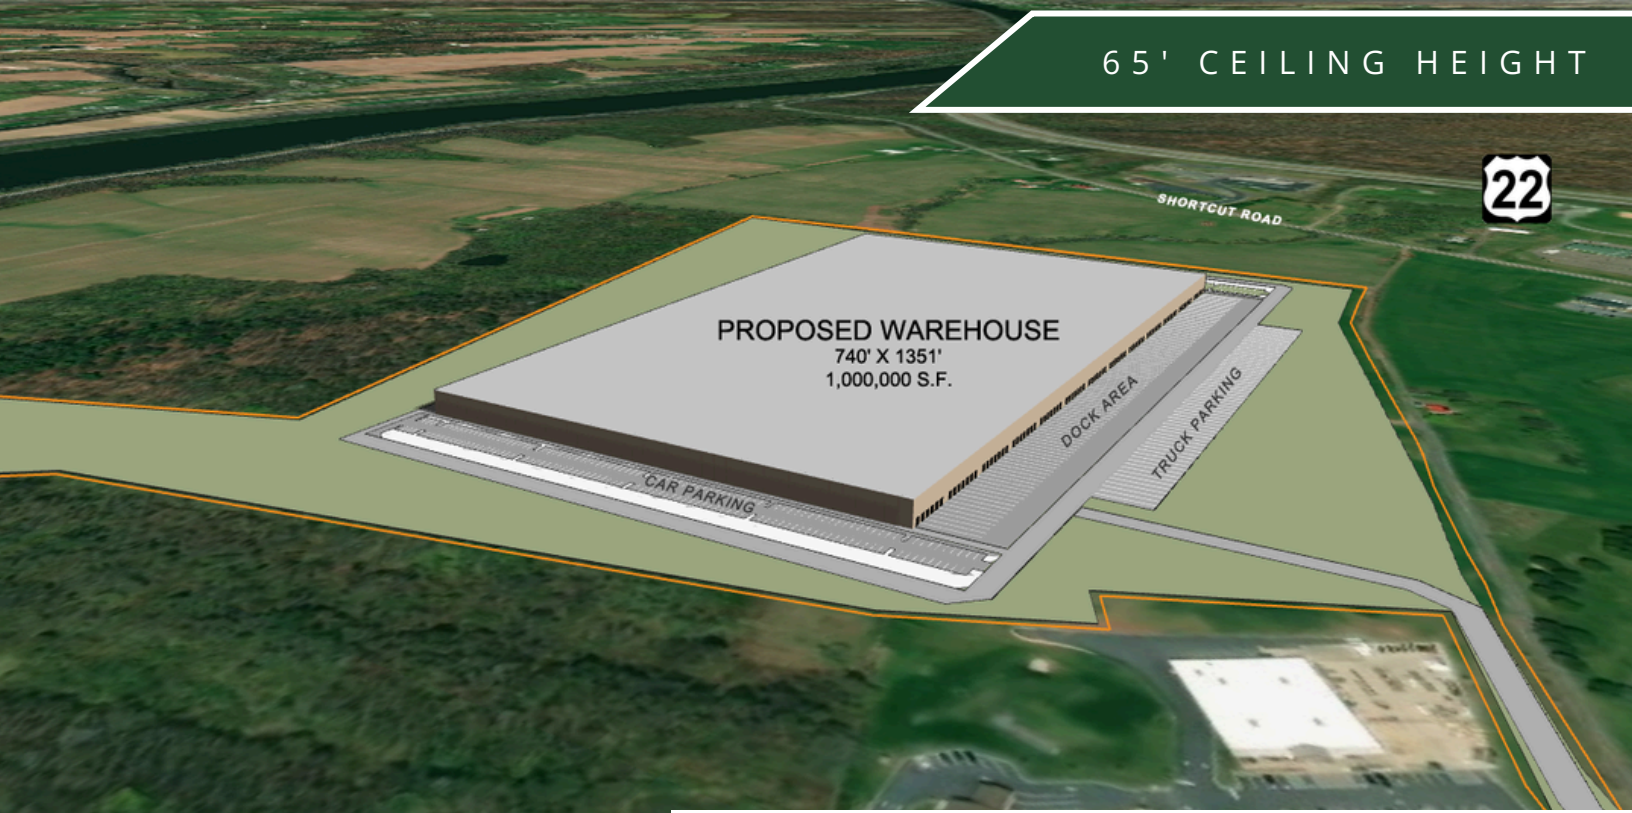 65' CEILING HEIGHT
22
SHORTCUT ROAD
PROPOSED WAREHOUSE
740' X 1351'
1,000,000 S.F.
DOCK AREA
TRUCK PARKING
CAR PARKING